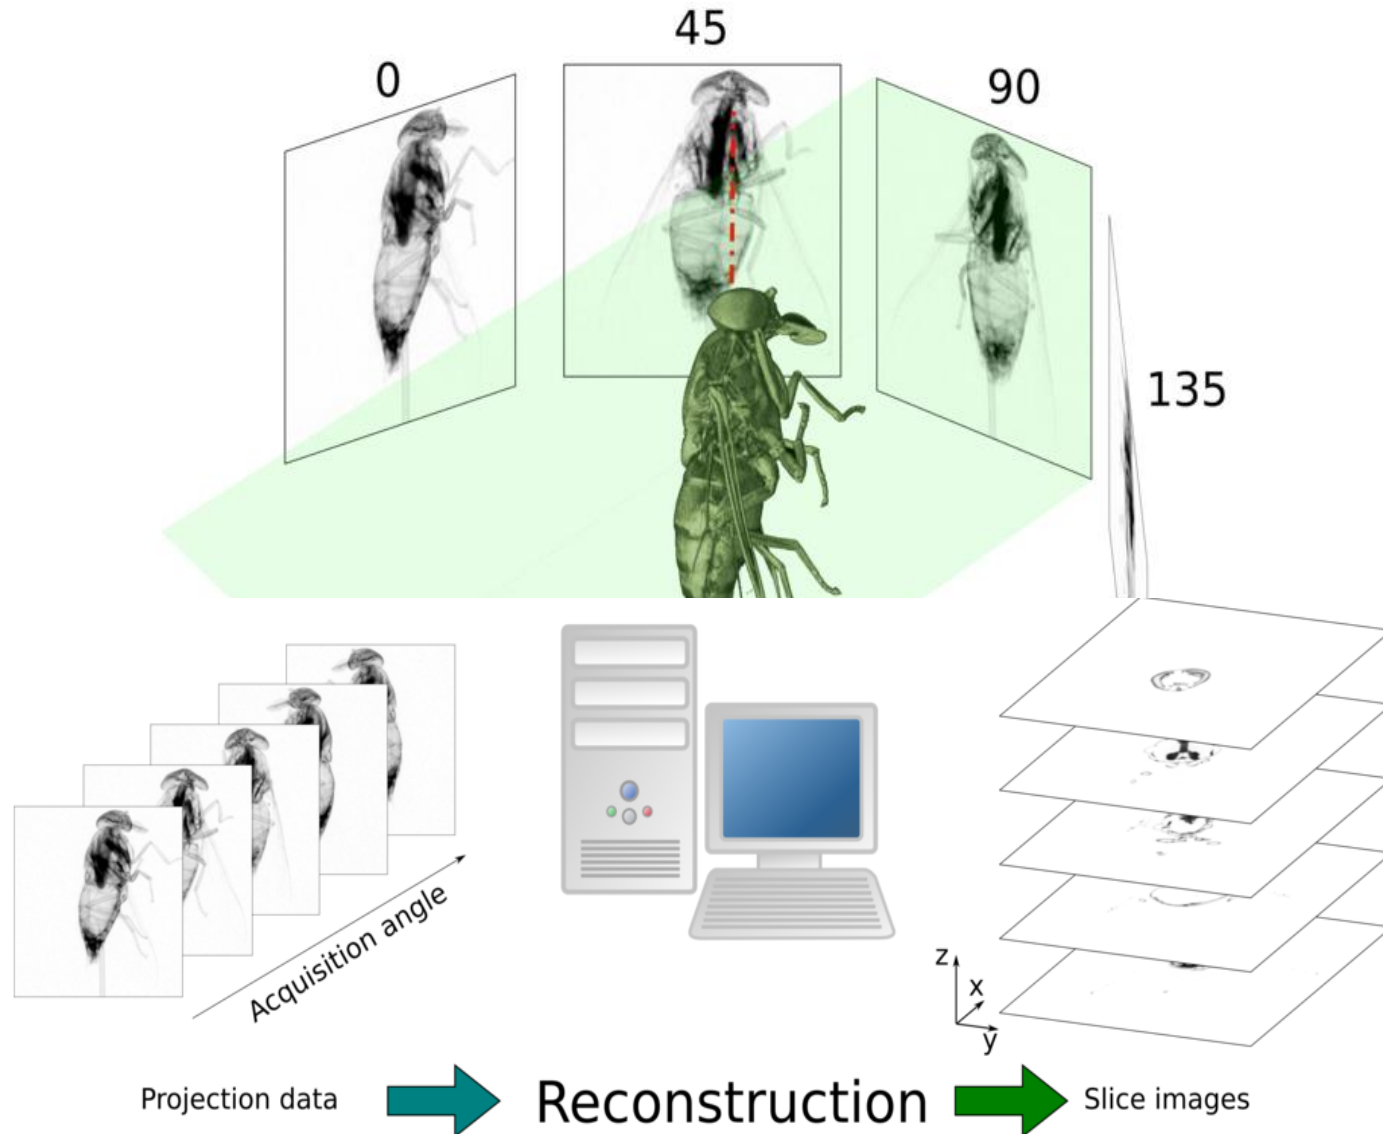 45
0
90
135
Acquisition angle
z
x
y
Projection data
Reconstruction
Slice images